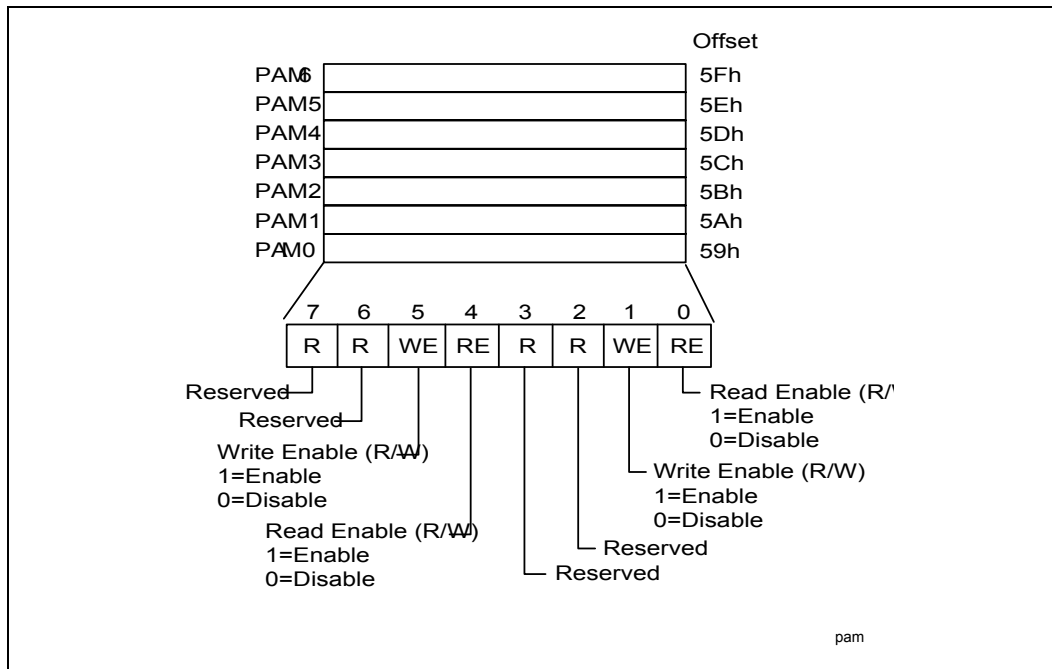 Offset
PAM6 5Fh
PAM5 5Eh
PAM4 5Dh
PAM3 5Ch
PAM2 5Bh
PAM1 5Ah
PAM0 59h
7 6 5 4 3 2 1 0
R R WE RE R R WE RE
Reserved
Reserved
Write Enable (R/W)
1=Enable
0=Disable
Read Enable (R/W)
1=Enable
0=Disable
Reserved
Reserved
Write Enable (R/W)
1=Enable
0=Disable
Read Enable (R/
1=Enable
0=Disable
pam